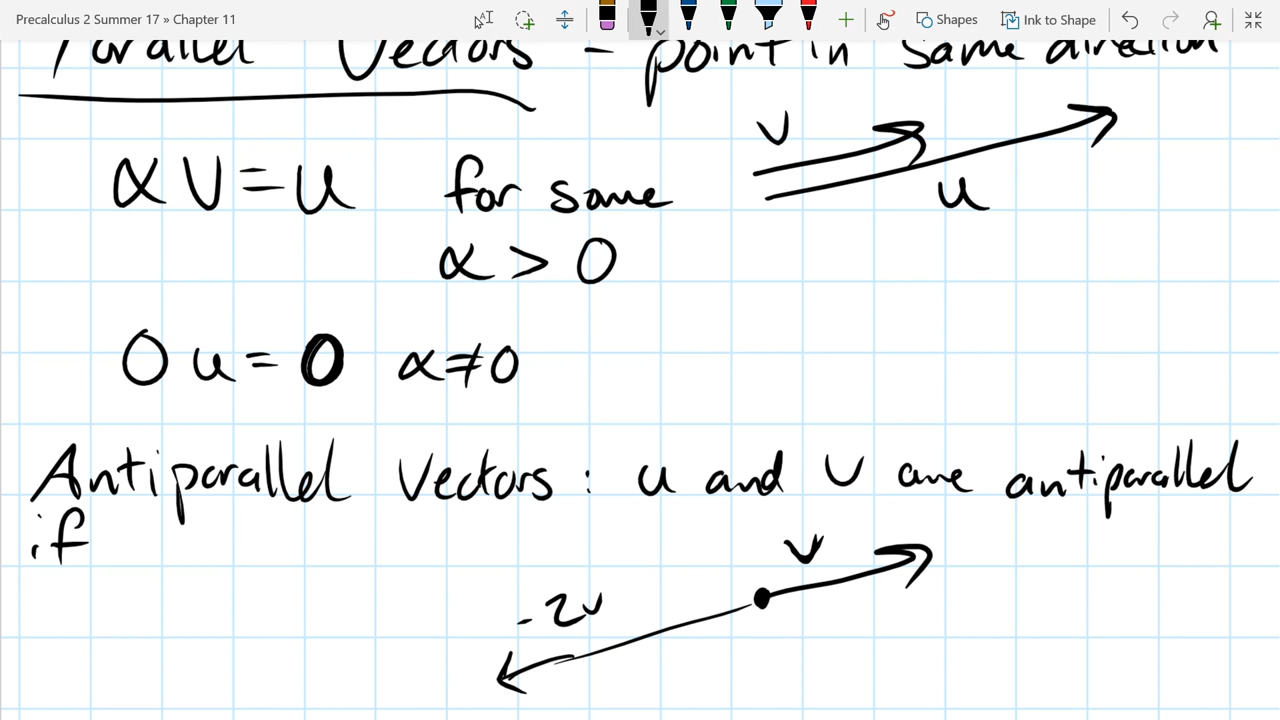 Precalculus 2 Summer 17 » Chapter 11
Shapes
Ink to Shape
Parallel Vectors - point in same direction
v
u
αv=u for some
α > 0
0u=0 α≠0
Antiparallel Vectors : u and v are antiparallel
if
v
-2v